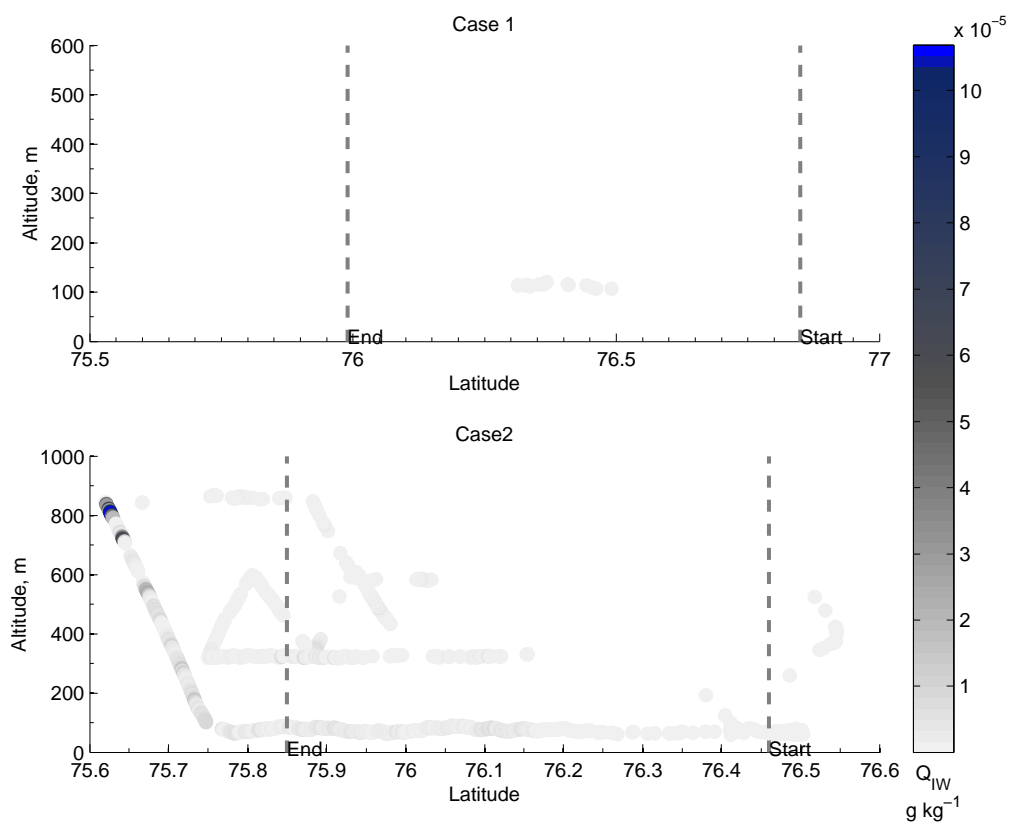 Case 1
x 10⁻⁵
600
500
400
300
200
100
0
Altitude, m
End
Start
75.5
76
76.5
77
Latitude
10
9
8
7
6
5
4
3
2
1
Q_IW
g kg⁻¹
Case2
1000
800
600
400
200
0
Altitude, m
End
Start
75.6
75.7
75.8
75.9
76
76.1
76.2
76.3
76.4
76.5
76.6
Latitude